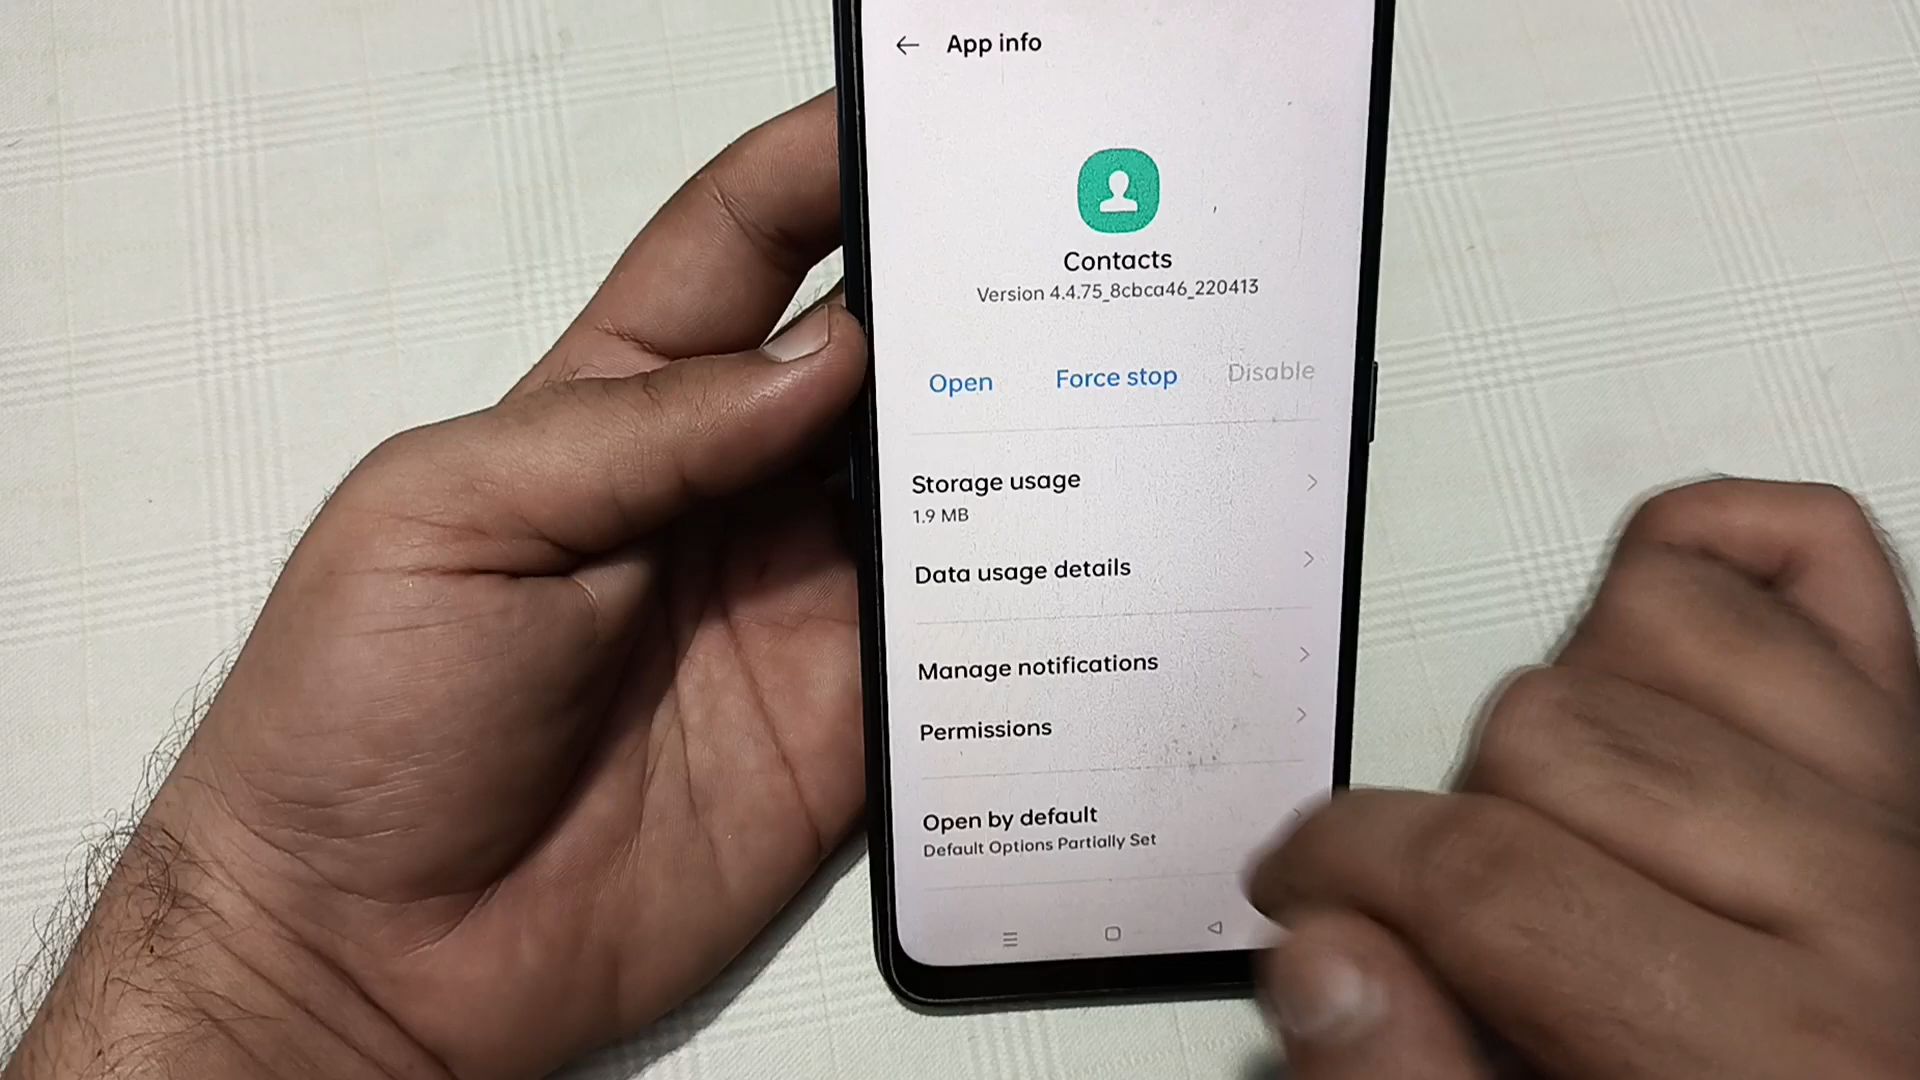 App info
Contacts
Version 4.4.75_8cbca46_220413
Open Force stop Disable
Storage usage
1.9 MB
Data usage details
Manage notifications
Permissions
Open by default
Default Options Partially Set